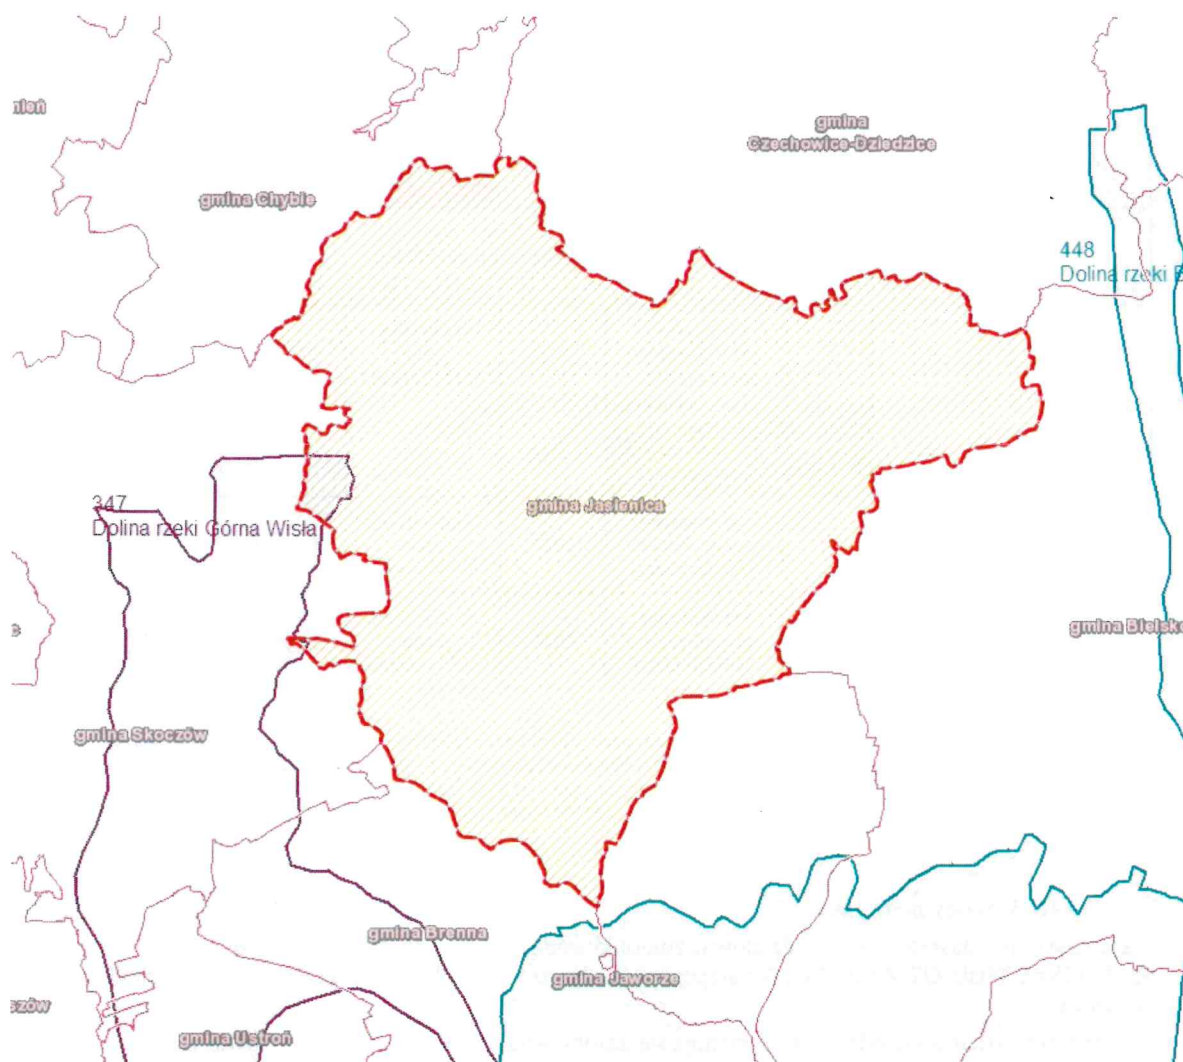 gmina
Czechowice-Dziedzice
gmina Chybie
448
Dolina rzeki B
347
Dolina rzeki Górna Wisła
gmina Jasienica
gmina Bielsko
gmina Skoczów
gmina Brenna
gmina Jaworze
gmina Ustroń